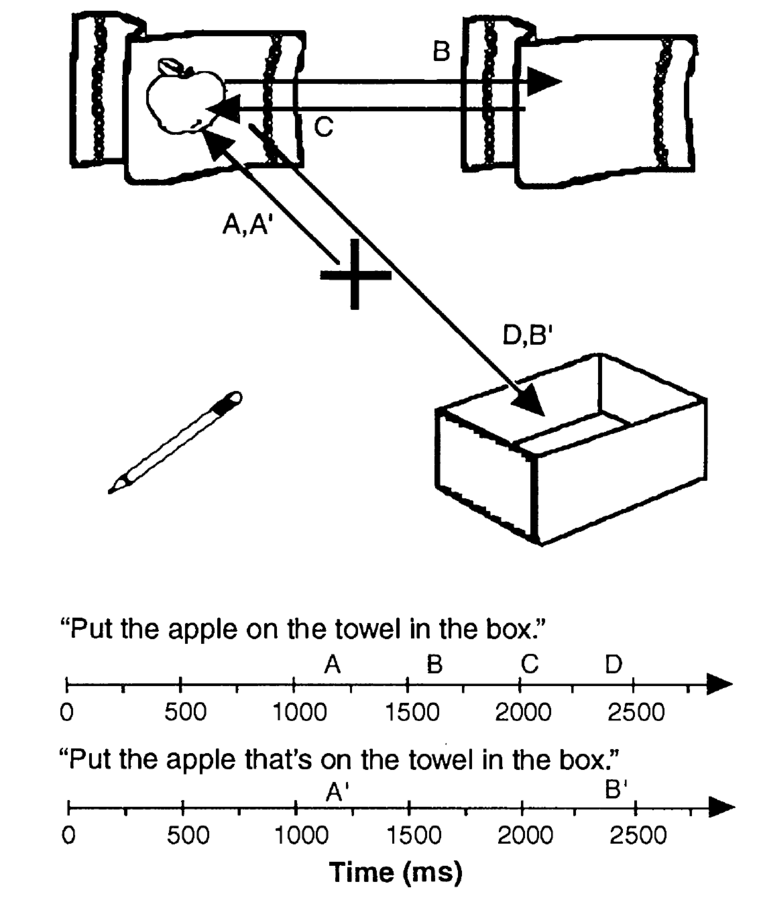 B
C
A,A'
D,B'
“Put the apple on the towel in the box.”
A B C D
0 500 1000 1500 2000 2500
“Put the apple that's on the towel in the box.”
A' B'
0 500 1000 1500 2000 2500
Time (ms)